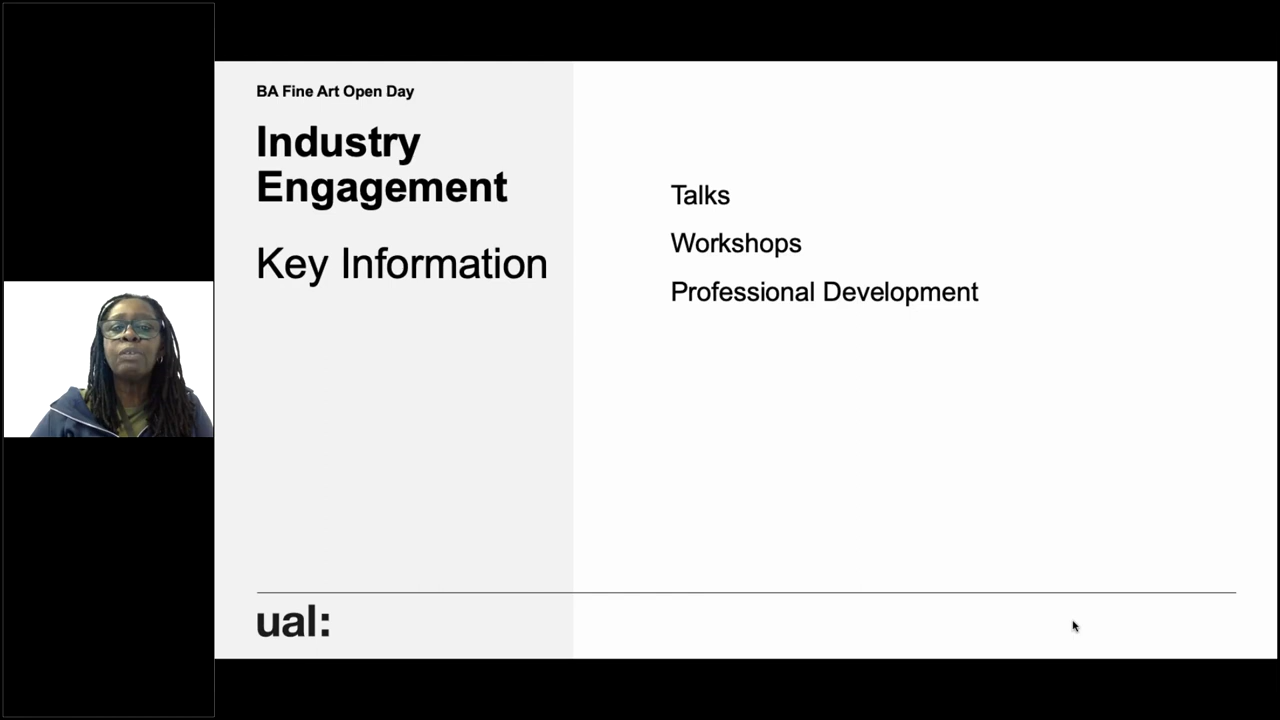 BA Fine Art Open Day
Industry
Engagement
Key Information
Talks
Workshops
Professional Development
ual: